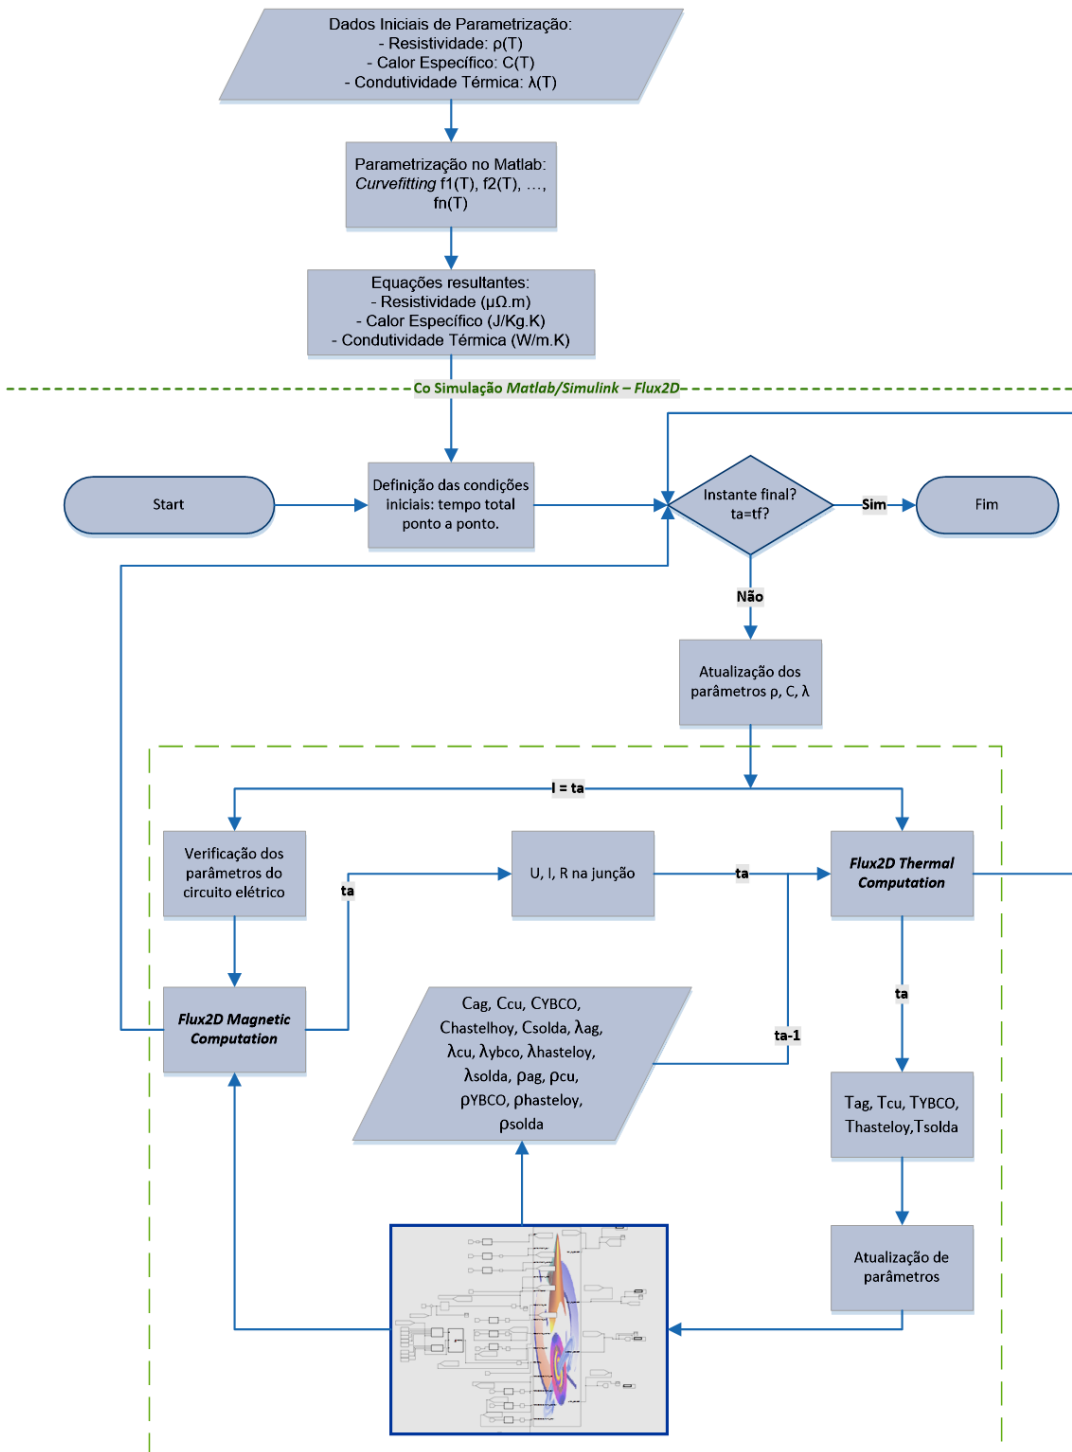 Dados Iniciais de Parametrização:
- Resistividade: ρ(T)
- Calor Específico: C(T)
- Condutividade Térmica: λ(T)
Parametrização no Matlab:
Curvefitting f1(T), f2(T), ...,
fn(T)
Equações resultantes:
- Resistividade (µΩ.m)
- Calor Específico (J/Kg.K)
- Condutividade Térmica (W/m.K)
Co Simulação Matlab/Simulink – Flux2D
Start
Definição das condições
iniciais: tempo total
ponto a ponto.
Instante final?
ta=tf?
Sim
Fim
Não
Atualização dos
parâmetros ρ, C, λ
I = ta
Verificação dos
parâmetros do
circuito elétrico
ta
U, I, R na junção
ta
Flux2D Thermal
Computation
Flux2D Magnetic
Computation
Cag, Ccu, CYBCO,
Chastelhoy, Csolda, λag,
λcu, λybco, λhasteloy,
λsolda, ρag, ρcu,
ρYBCO, ρhasteloy,
ρsolda
ta-1
ta
Tag, Tcu, TYBCO,
Thasteloy,Tsolda
Atualização de
parâmetros